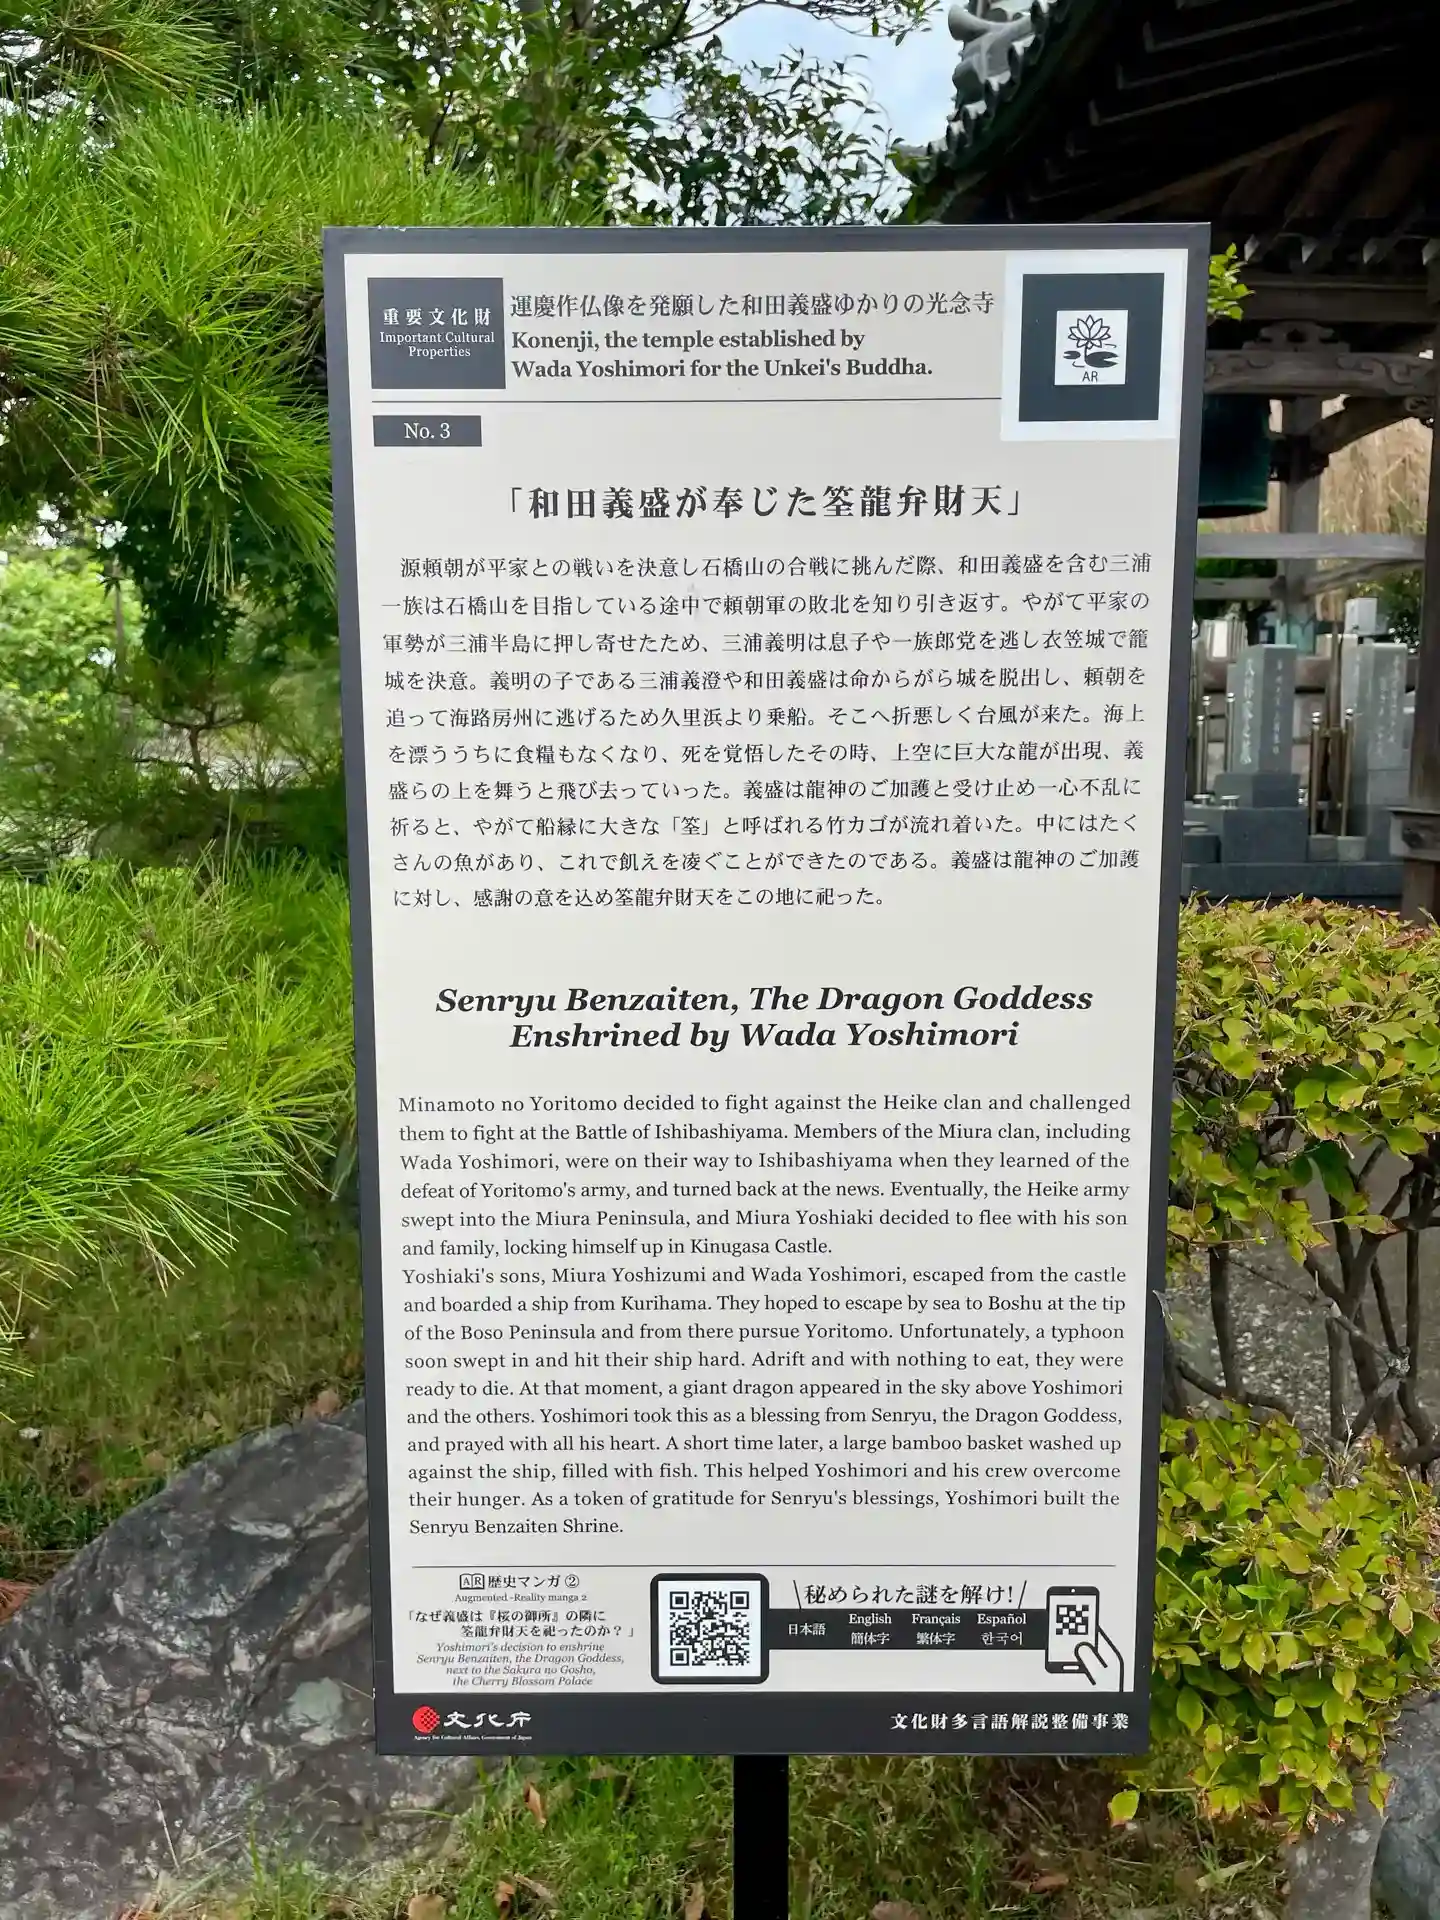 重要文化財
Important Cultural
Properties
運慶作仏像を発願した和田義盛ゆかりの光念寺
Konenji, the temple established by
Wada Yoshimori for the Unkei's Buddha.
AR
No. 3
「和田義盛が奉じた筌龍弁財天」
源頼朝が平家との戦いを決意し石橋山の合戦に挑んだ際、和田義盛を含む三浦
一族は石橋山を目指している途中で頼朝軍の敗北を知り引き返す。やがて平家の
軍勢が三浦半島に押し寄せたため、三浦義明は息子や一族郎党を逃し衣笠城で籠
城を決意。義明の子である三浦義澄や和田義盛は命からがら城を脱出し、頼朝を
追って海路房州に逃げるため久里浜より乗船。そこへ折悪しく台風が来た。海上
を漂ううちに食糧もなくなり、死を覚悟したその時、上空に巨大な龍が出現、義
盛らの上を舞うと飛び去っていった。義盛は龍神のご加護と受け止め一心不乱に
祈ると、やがて船縁に大きな「筌」と呼ばれる竹カゴが流れ着いた。中にはたく
さんの魚があり、これで飢えを凌ぐことができたのである。義盛は龍神のご加護
に対し、感謝の意を込め筌龍弁財天をこの地に祀った。
Senryu Benzaiten, The Dragon Goddess
Enshrined by Wada Yoshimori
Minamoto no Yoritomo decided to fight against the Heike clan and challenged
them to fight at the Battle of Ishibashiyama. Members of the Miura clan, including
Wada Yoshimori, were on their way to Ishibashiyama when they learned of the
defeat of Yoritomo's army, and turned back at the news. Eventually, the Heike army
swept into the Miura Peninsula, and Miura Yoshiaki decided to flee with his son
and family, locking himself up in Kinugasa Castle.
Yoshiaki's sons, Miura Yoshizumi and Wada Yoshimori, escaped from the castle
and boarded a ship from Kurihama. They hoped to escape by sea to Boshu at the tip
of the Boso Peninsula and from there pursue Yoritomo. Unfortunately, a typhoon
soon swept in and hit their ship hard. Adrift and with nothing to eat, they were
ready to die. At that moment, a giant dragon appeared in the sky above Yoshimori
and the others. Yoshimori took this as a blessing from Senryu, the Dragon Goddess,
and prayed with all his heart. A short time later, a large bamboo basket washed up
against the ship, filled with fish. This helped Yoshimori and his crew overcome
their hunger. As a token of gratitude for Senryu's blessings, Yoshimori built the
Senryu Benzaiten Shrine.
AR歴史マンガ②
Augmented -Reality manga 2
「なぜ義盛は『桜の御所』の隣に
筌龍弁財天を祀ったのか？」
Yoshimori's decision to enshrine
Senryu Benzaiten, the Dragon Goddess,
next to the Sakura no Gosho,
the Cherry Blossom Palace
秘められた謎を解け!
日本語 English Français Español
簡体字 繁体字 한국어
文化庁
Agency for Cultural Affairs, Government of Japan
文化財多言語解説整備事業